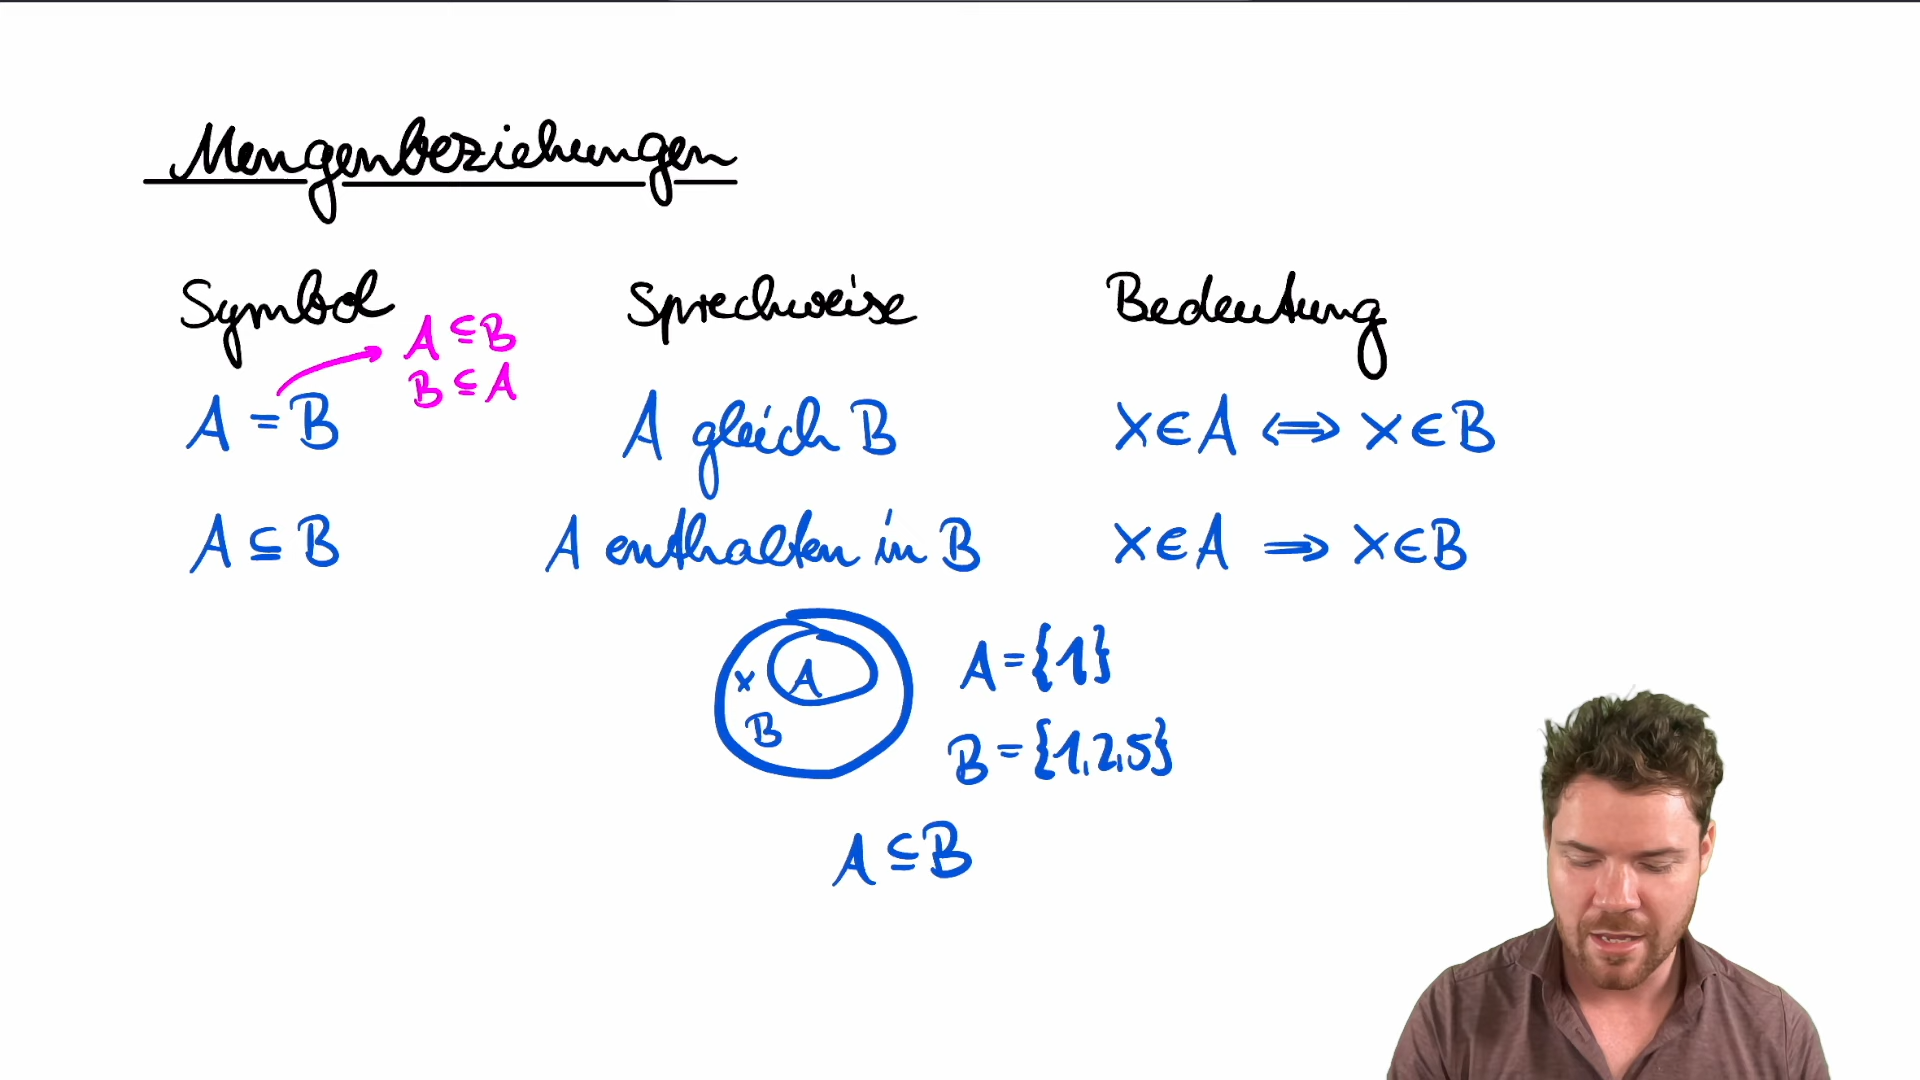 Mengenbeziehungen
Symbol Sprechweise Bedeutung
A ⊆ B
B ⊆ A
A = B A gleich B x∈A ⟺ x∈B
A ⊆ B A enthalten in B x∈A ⟹ x∈B
x A
B
A = {1}
B = {1,2,5}
A ⊆ B